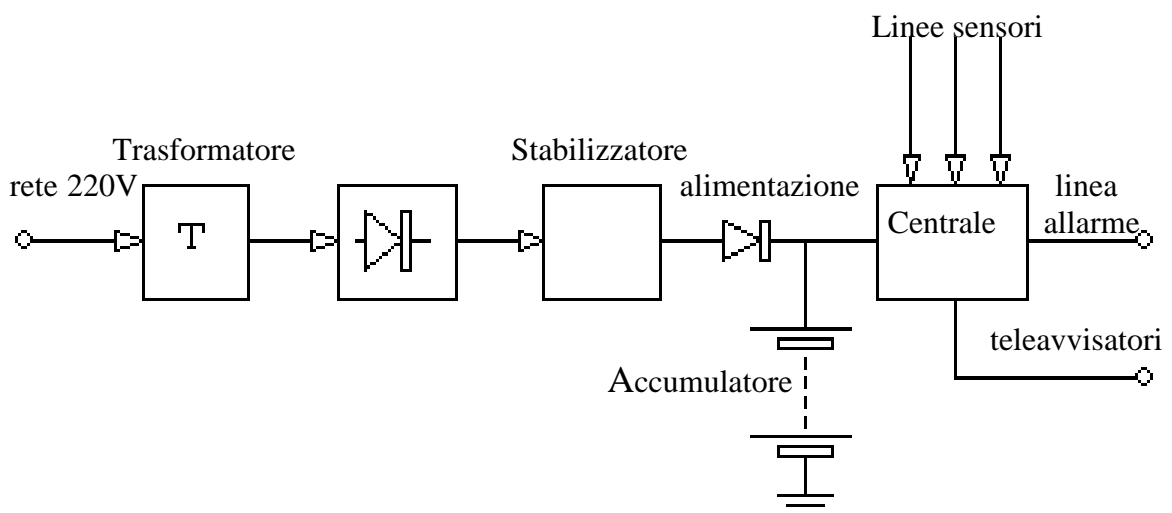 Linee sensori
Trasformatore
Stabilizzatore
rete 220V
alimentazione
linea
allarme
T
Centrale
teleavvisatori
Accumulatore